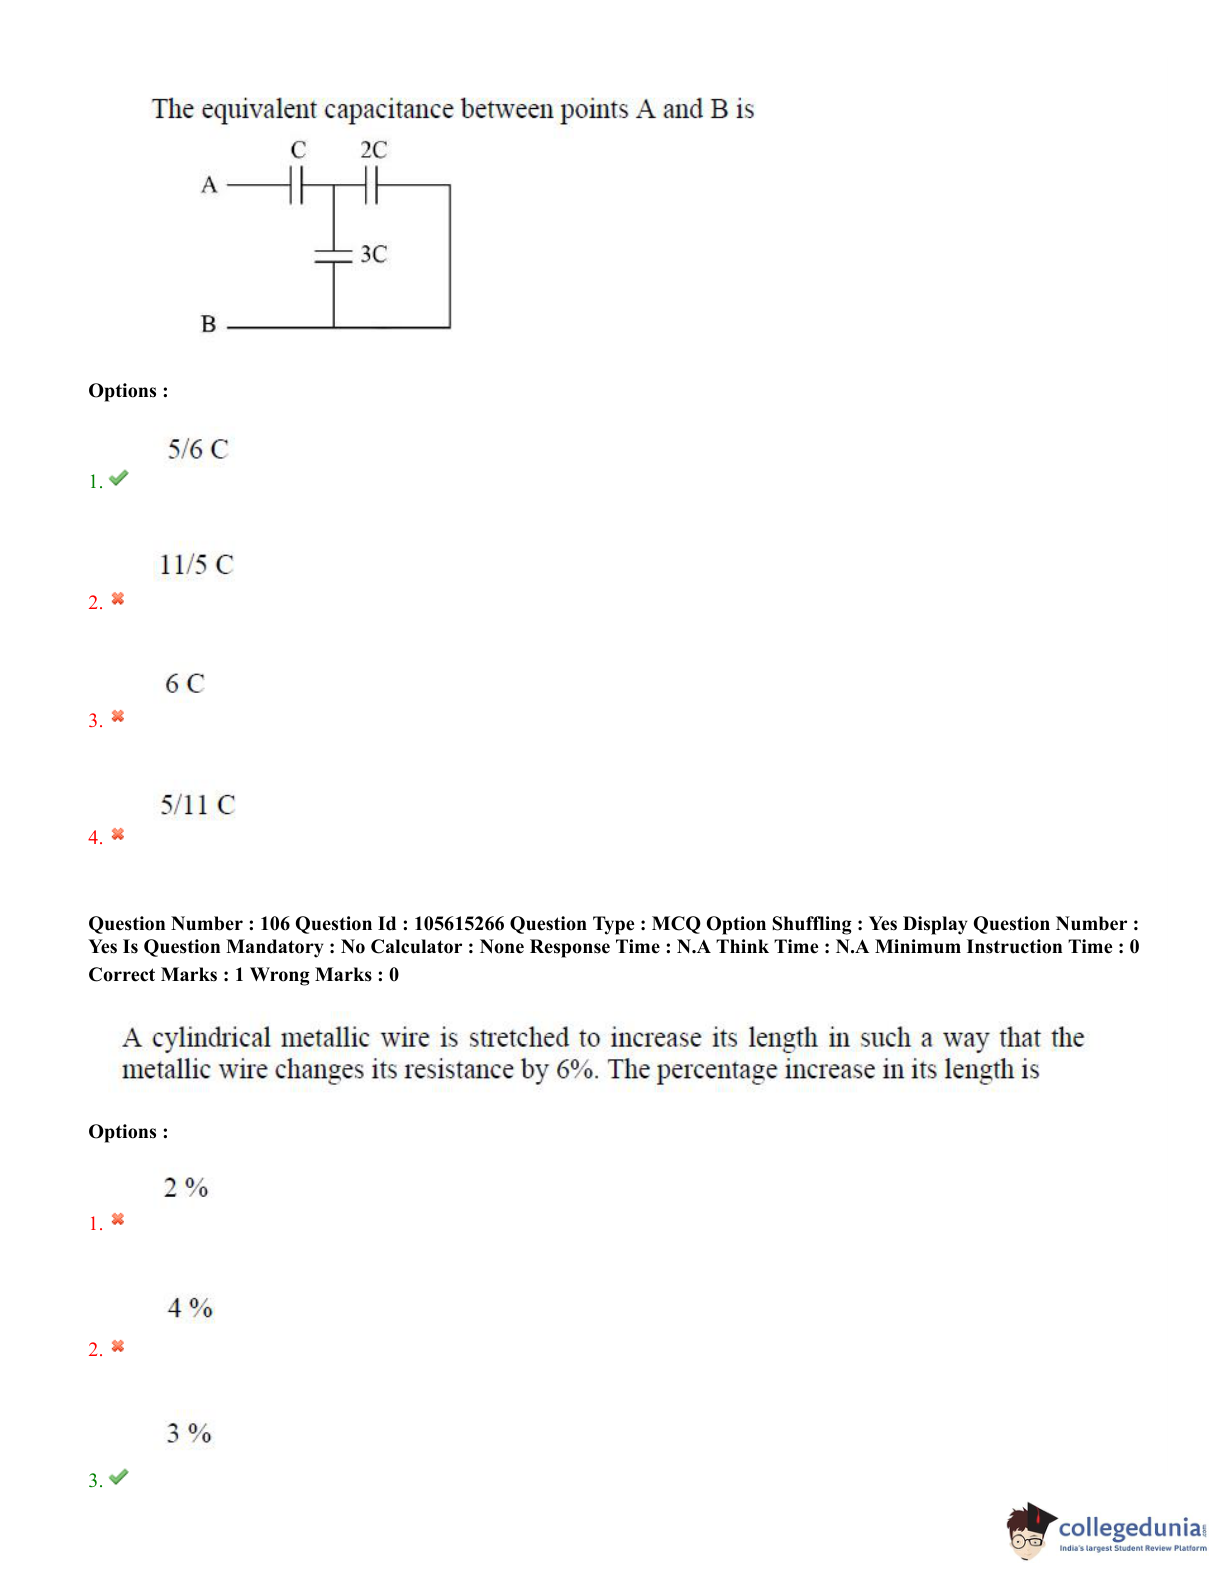 The equivalent capacitance between points A and B is
C 2C
A
3C
B
Options :
5/6 C
1.
11/5 C
2.
6 C
3.
5/11 C
4.
Question Number : 106 Question Id : 105615266 Question Type : MCQ Option Shuffling : Yes Display Question Number :
Yes Is Question Mandatory : No Calculator : None Response Time : N.A Think Time : N.A Minimum Instruction Time : 0
Correct Marks : 1 Wrong Marks : 0
A cylindrical metallic wire is stretched to increase its length in such a way that the
metallic wire changes its resistance by 6%. The percentage increase in its length is
Options :
2 %
1.
4 %
2.
3 %
3.
collegedunia
India's largest Student Review Platform